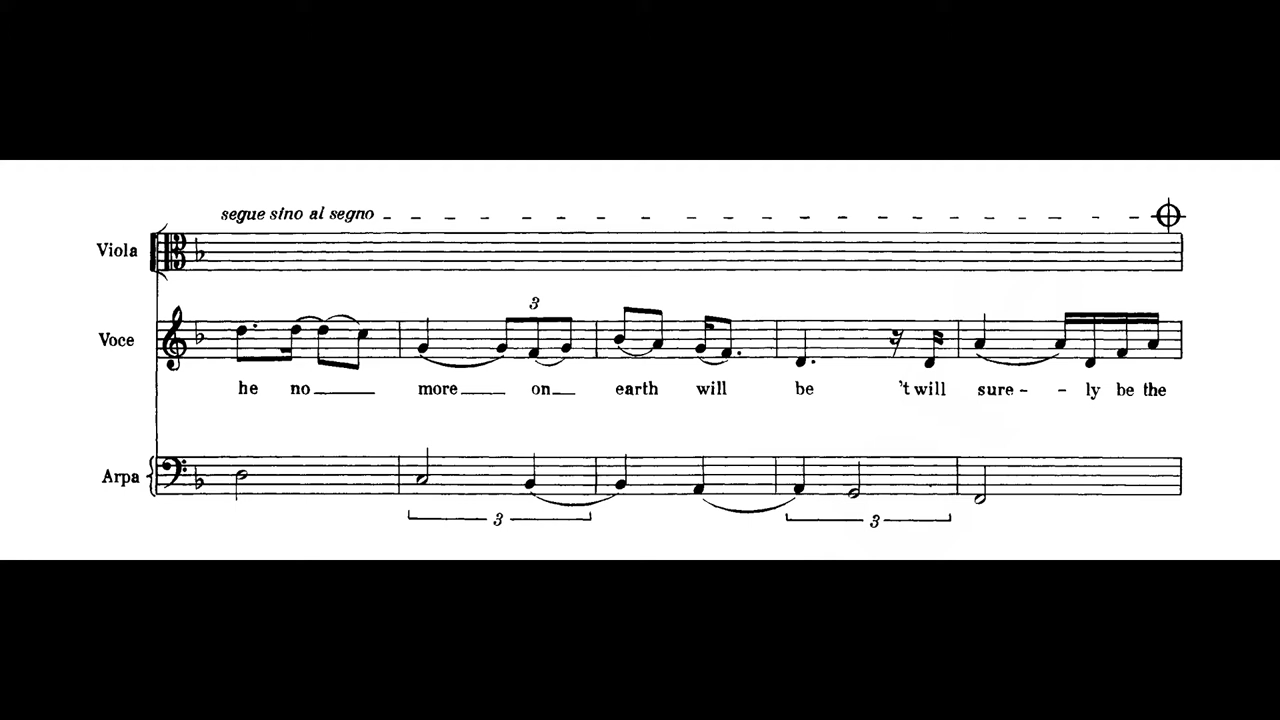 segue sino al segno
Viola
3
Voce
he no more on earth will be 't will sure - - ly be the
Arpa
3 3